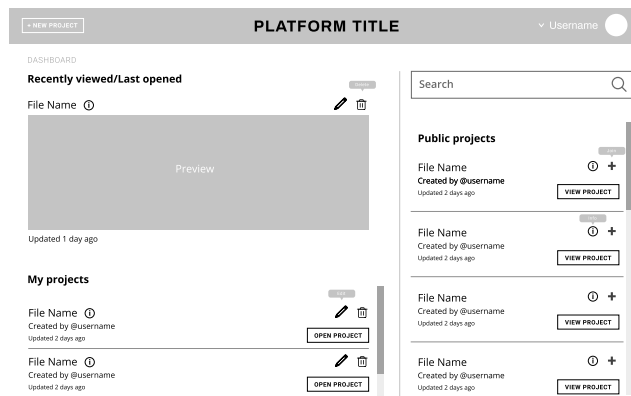 + NEW PROJECT
PLATFORM TITLE
Username
DASHBOARD
Recently viewed/Last opened
File Name
Preview
Updated 1 day ago
My projects
File Name
Created by @username
Updated 2 days ago
OPEN PROJECT
File Name
Created by @username
Updated 2 days ago
OPEN PROJECT
Search
Public projects
File Name
Created by @username
Updated 2 days ago
VIEW PROJECT
File Name
Created by @username
Updated 2 days ago
VIEW PROJECT
File Name
Created by @username
Updated 2 days ago
VIEW PROJECT
File Name
Created by @username
Updated 2 days ago
VIEW PROJECT